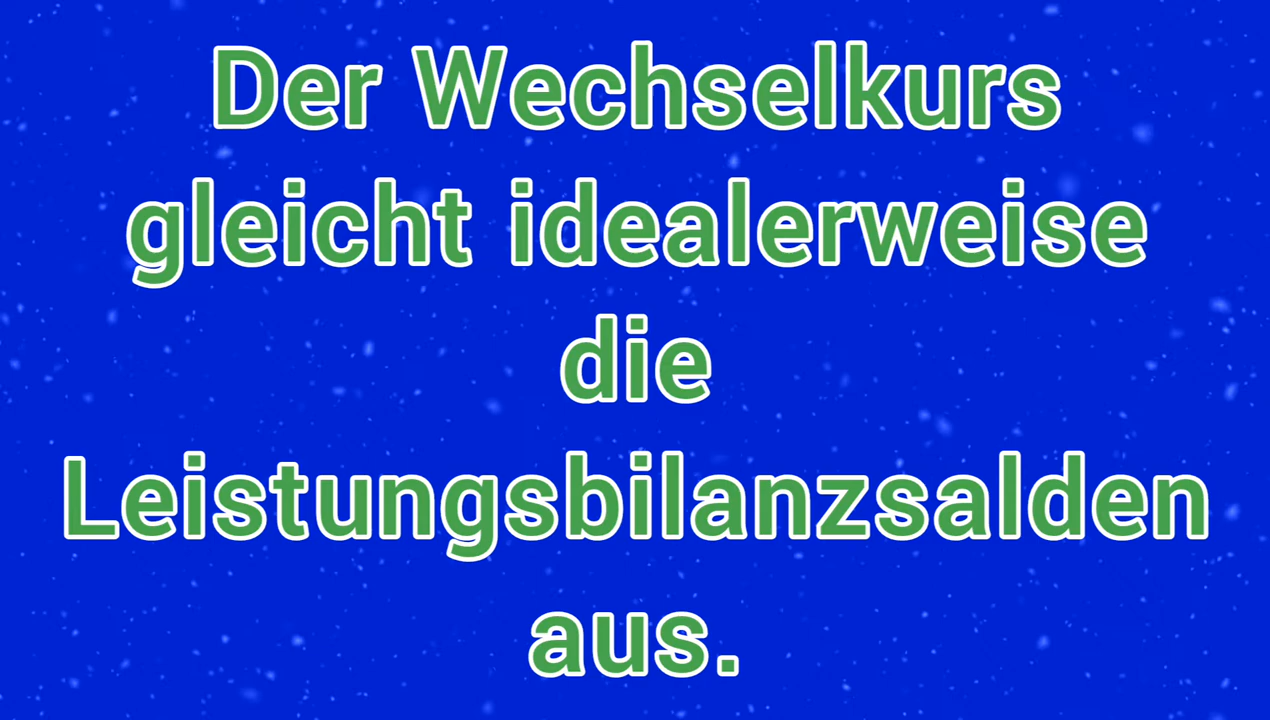 Der Wechselkurs
gleicht idealerweise
die
Leistungsbilanzsalden
aus.